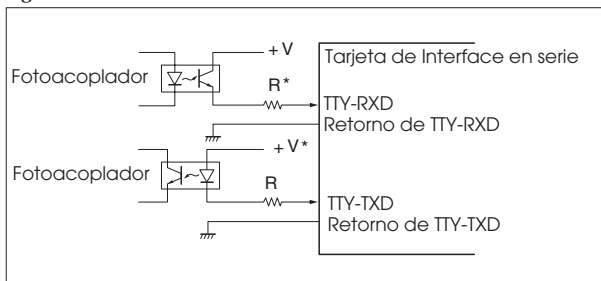 +V
Tarjeta de Interface en serie
Fotoacoplador
R*
TTY-RXD
Retorno de TTY-RXD
+V*
Fotoacoplador
R
TTY-TXD
Retorno de TTY-TXD